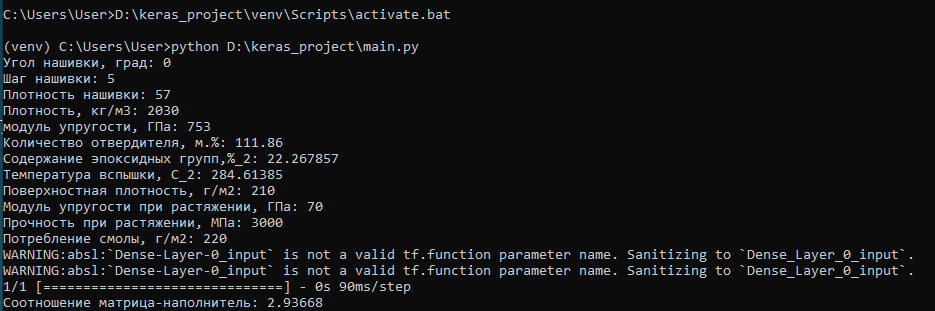 C:\Users\User>D:\keras_project\venv\Scripts\activate.bat
(venv) C:\Users\User>python D:\keras_project\main.py
Угол нашивки, град: 0
Шаг нашивки: 5
Плотность нашивки: 57
Плотность, кг/м3: 2030
модуль упругости, ГПа: 753
Количество отвердителя, м.%: 111.86
Содержание эпоксидных групп,%_2: 22.267857
Температура вспышки, С_2: 284.61385
Поверхностная плотность, г/м2: 210
Модуль упругости при растяжении, ГПа: 70
Прочность при растяжении, МПа: 3000
Потребление смолы, г/м2: 220
WARNING:absl:`Dense-Layer-0_input` is not a valid tf.function parameter name. Sanitizing to `Dense_Layer_0_input`.
WARNING:absl:`Dense-Layer-0_input` is not a valid tf.function parameter name. Sanitizing to `Dense_Layer_0_input`.
1/1 [==============================] - 0s 90ms/step
Соотношение матрица-наполнитель: 2.93668